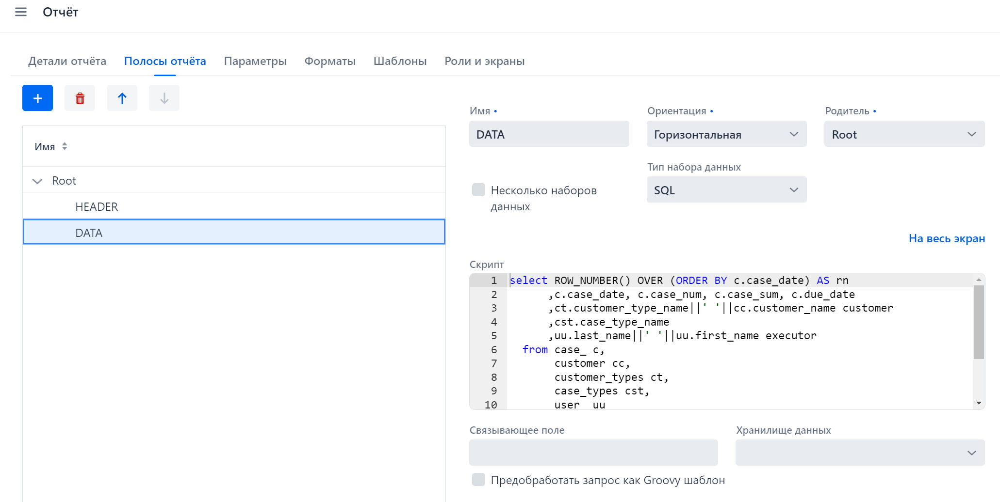 Отчёт
Детали отчёта Полосы отчёта Параметры Форматы Шаблоны Роли и экраны
Имя
Root
HEADER
DATA
Имя • Ориентация • Родитель •
DATA Горизонтальная Root
Тип набора данных
Несколько наборов данных
SQL
На весь экран
Скрипт
1 select ROW_NUMBER() OVER (ORDER BY c.case_date) AS rn
2 ,c.case_date, c.case_num, c.case_sum, c.due_date
3 ,ct.customer_type_name||' '||cc.customer_name customer
4 ,cst.case_type_name
5 ,uu.last_name||' '||uu.first_name executor
6 from case_ c,
7 customer cc,
8 customer_types ct,
9 case_types cst,
10 user uu
Связывающее поле Хранилище данных
Предобработать запрос как Groovy шаблон